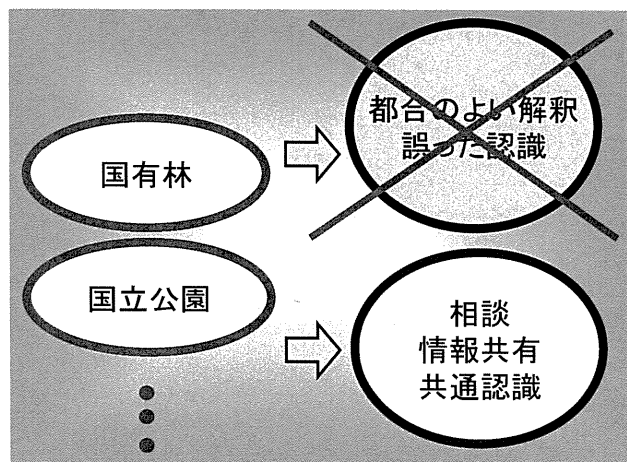 都合のよい解釈
誤った認識
国有林
国立公園
相談
情報共有
共通認識